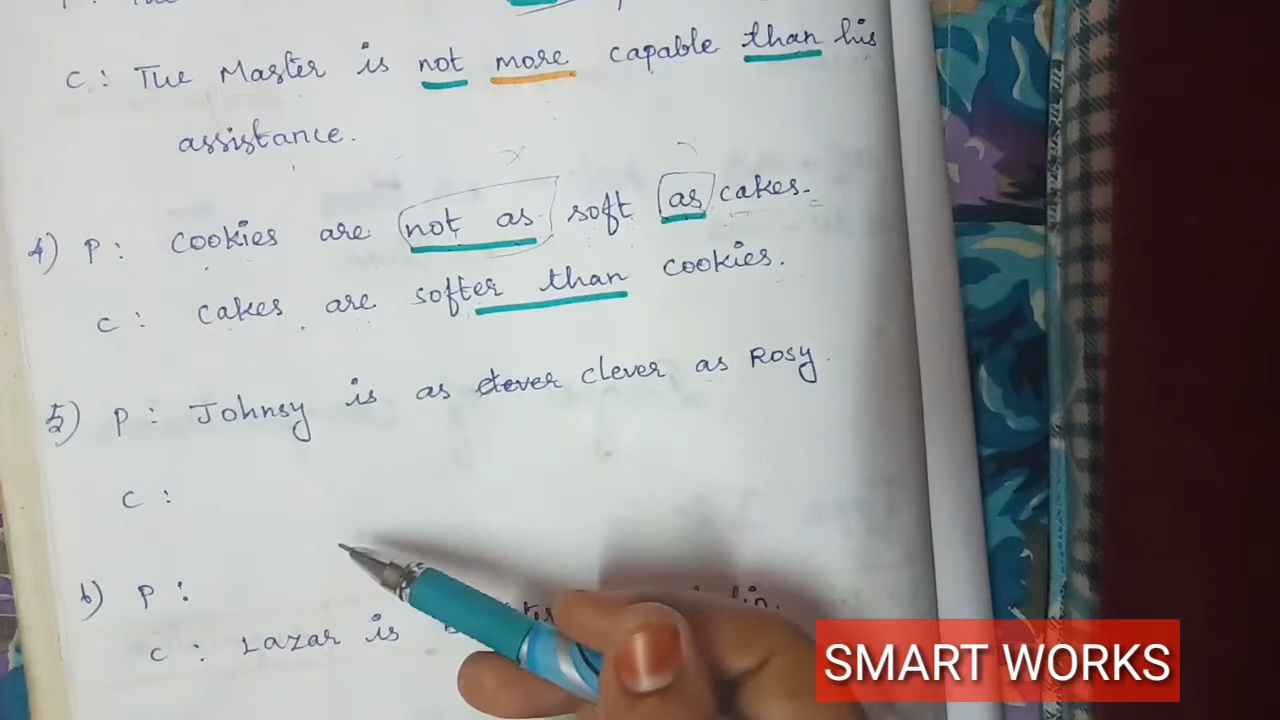 C: The Master is not more capable than his
assistance.
4) P: Cookies are not as soft as cakes.
C: Cakes are softer than cookies.
5) P: Johnsy is as clever clever as Rosy.
C:
6) P:
C: Lazar is
SMART WORKS